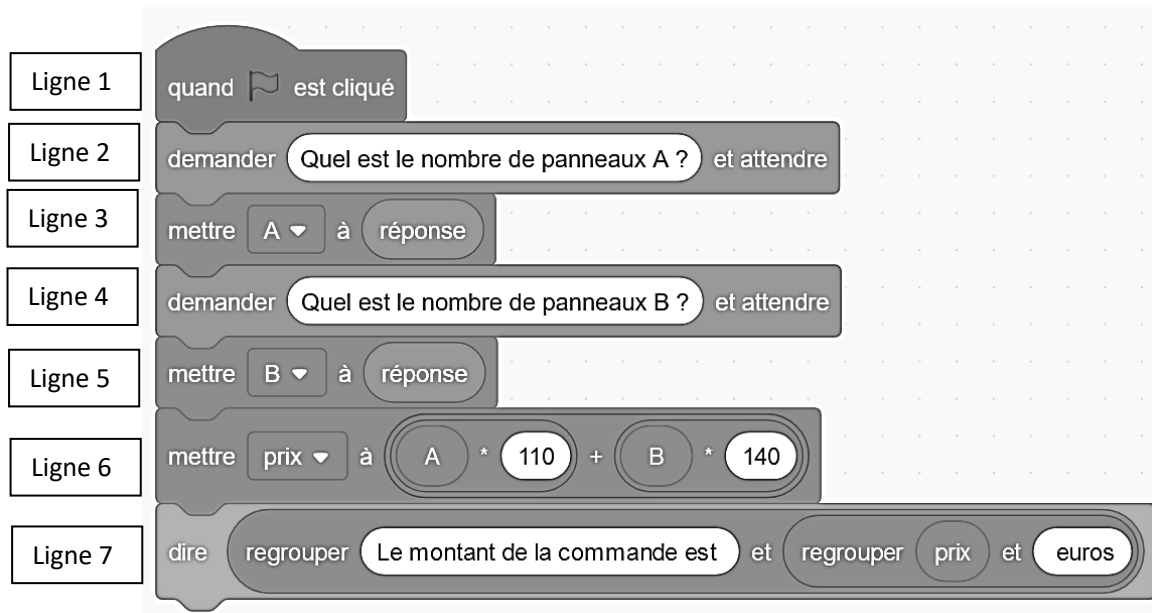 Ligne 1 quand est cliqué
Ligne 2 demander Quel est le nombre de panneaux A ? et attendre
Ligne 3 mettre A à réponse
Ligne 4 demander Quel est le nombre de panneaux B ? et attendre
Ligne 5 mettre B à réponse
Ligne 6 mettre prix à A * 110 + B * 140
Ligne 7 dire regrouper Le montant de la commande est et regrouper prix et euros